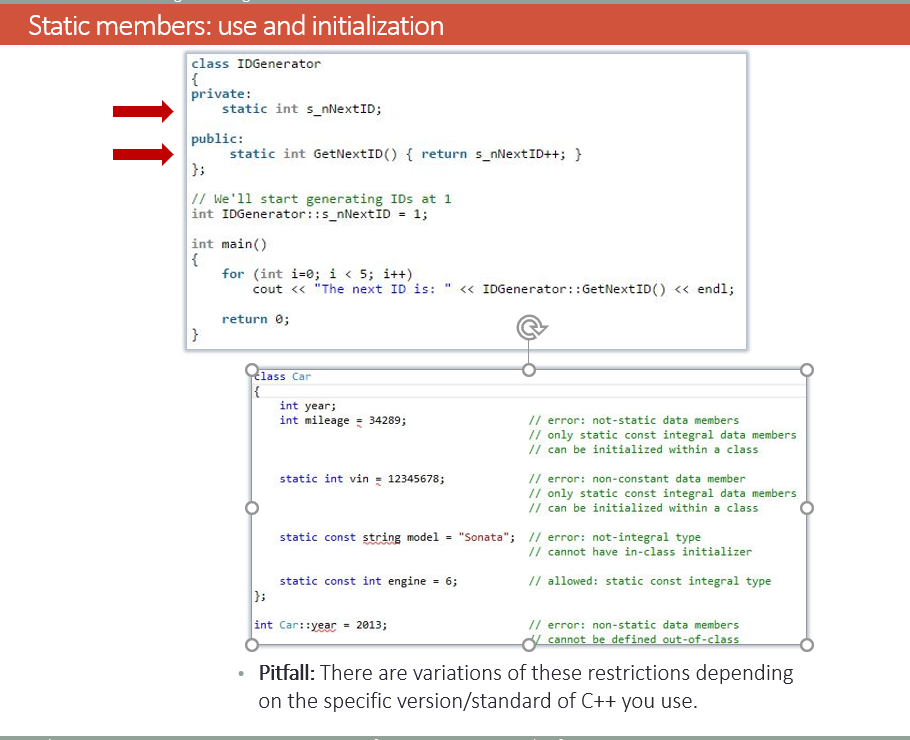 Static members: use and initialization
class IDGenerator
{
private:
    static int s_nNextID;
public:
     static int GetNextID() { return s_nNextID++; }
};
// We'll start generating IDs at 1
int IDGenerator::s_nNextID = 1;
int main()
{
    for (int i=0; i < 5; i++)
        cout << "The next ID is: " << IDGenerator::GetNextID() << endl;
    return 0;
}
class Car
{
    int year;
    int mileage = 34289; // error: not-static data members
// only static const integral data members
// can be initialized within a class
    static int vin = 12345678; // error: non-constant data member
// only static const integral data members
// can be initialized within a class
    static const string model = "Sonata"; // error: not-integral type
// cannot have in-class initializer
    static const int engine = 6; // allowed: static const integral type
};
int Car::year = 2013; // error: non-static data members
// cannot be defined out-of-class
• Pitfall: There are variations of these restrictions depending
on the specific version/standard of C++ you use.